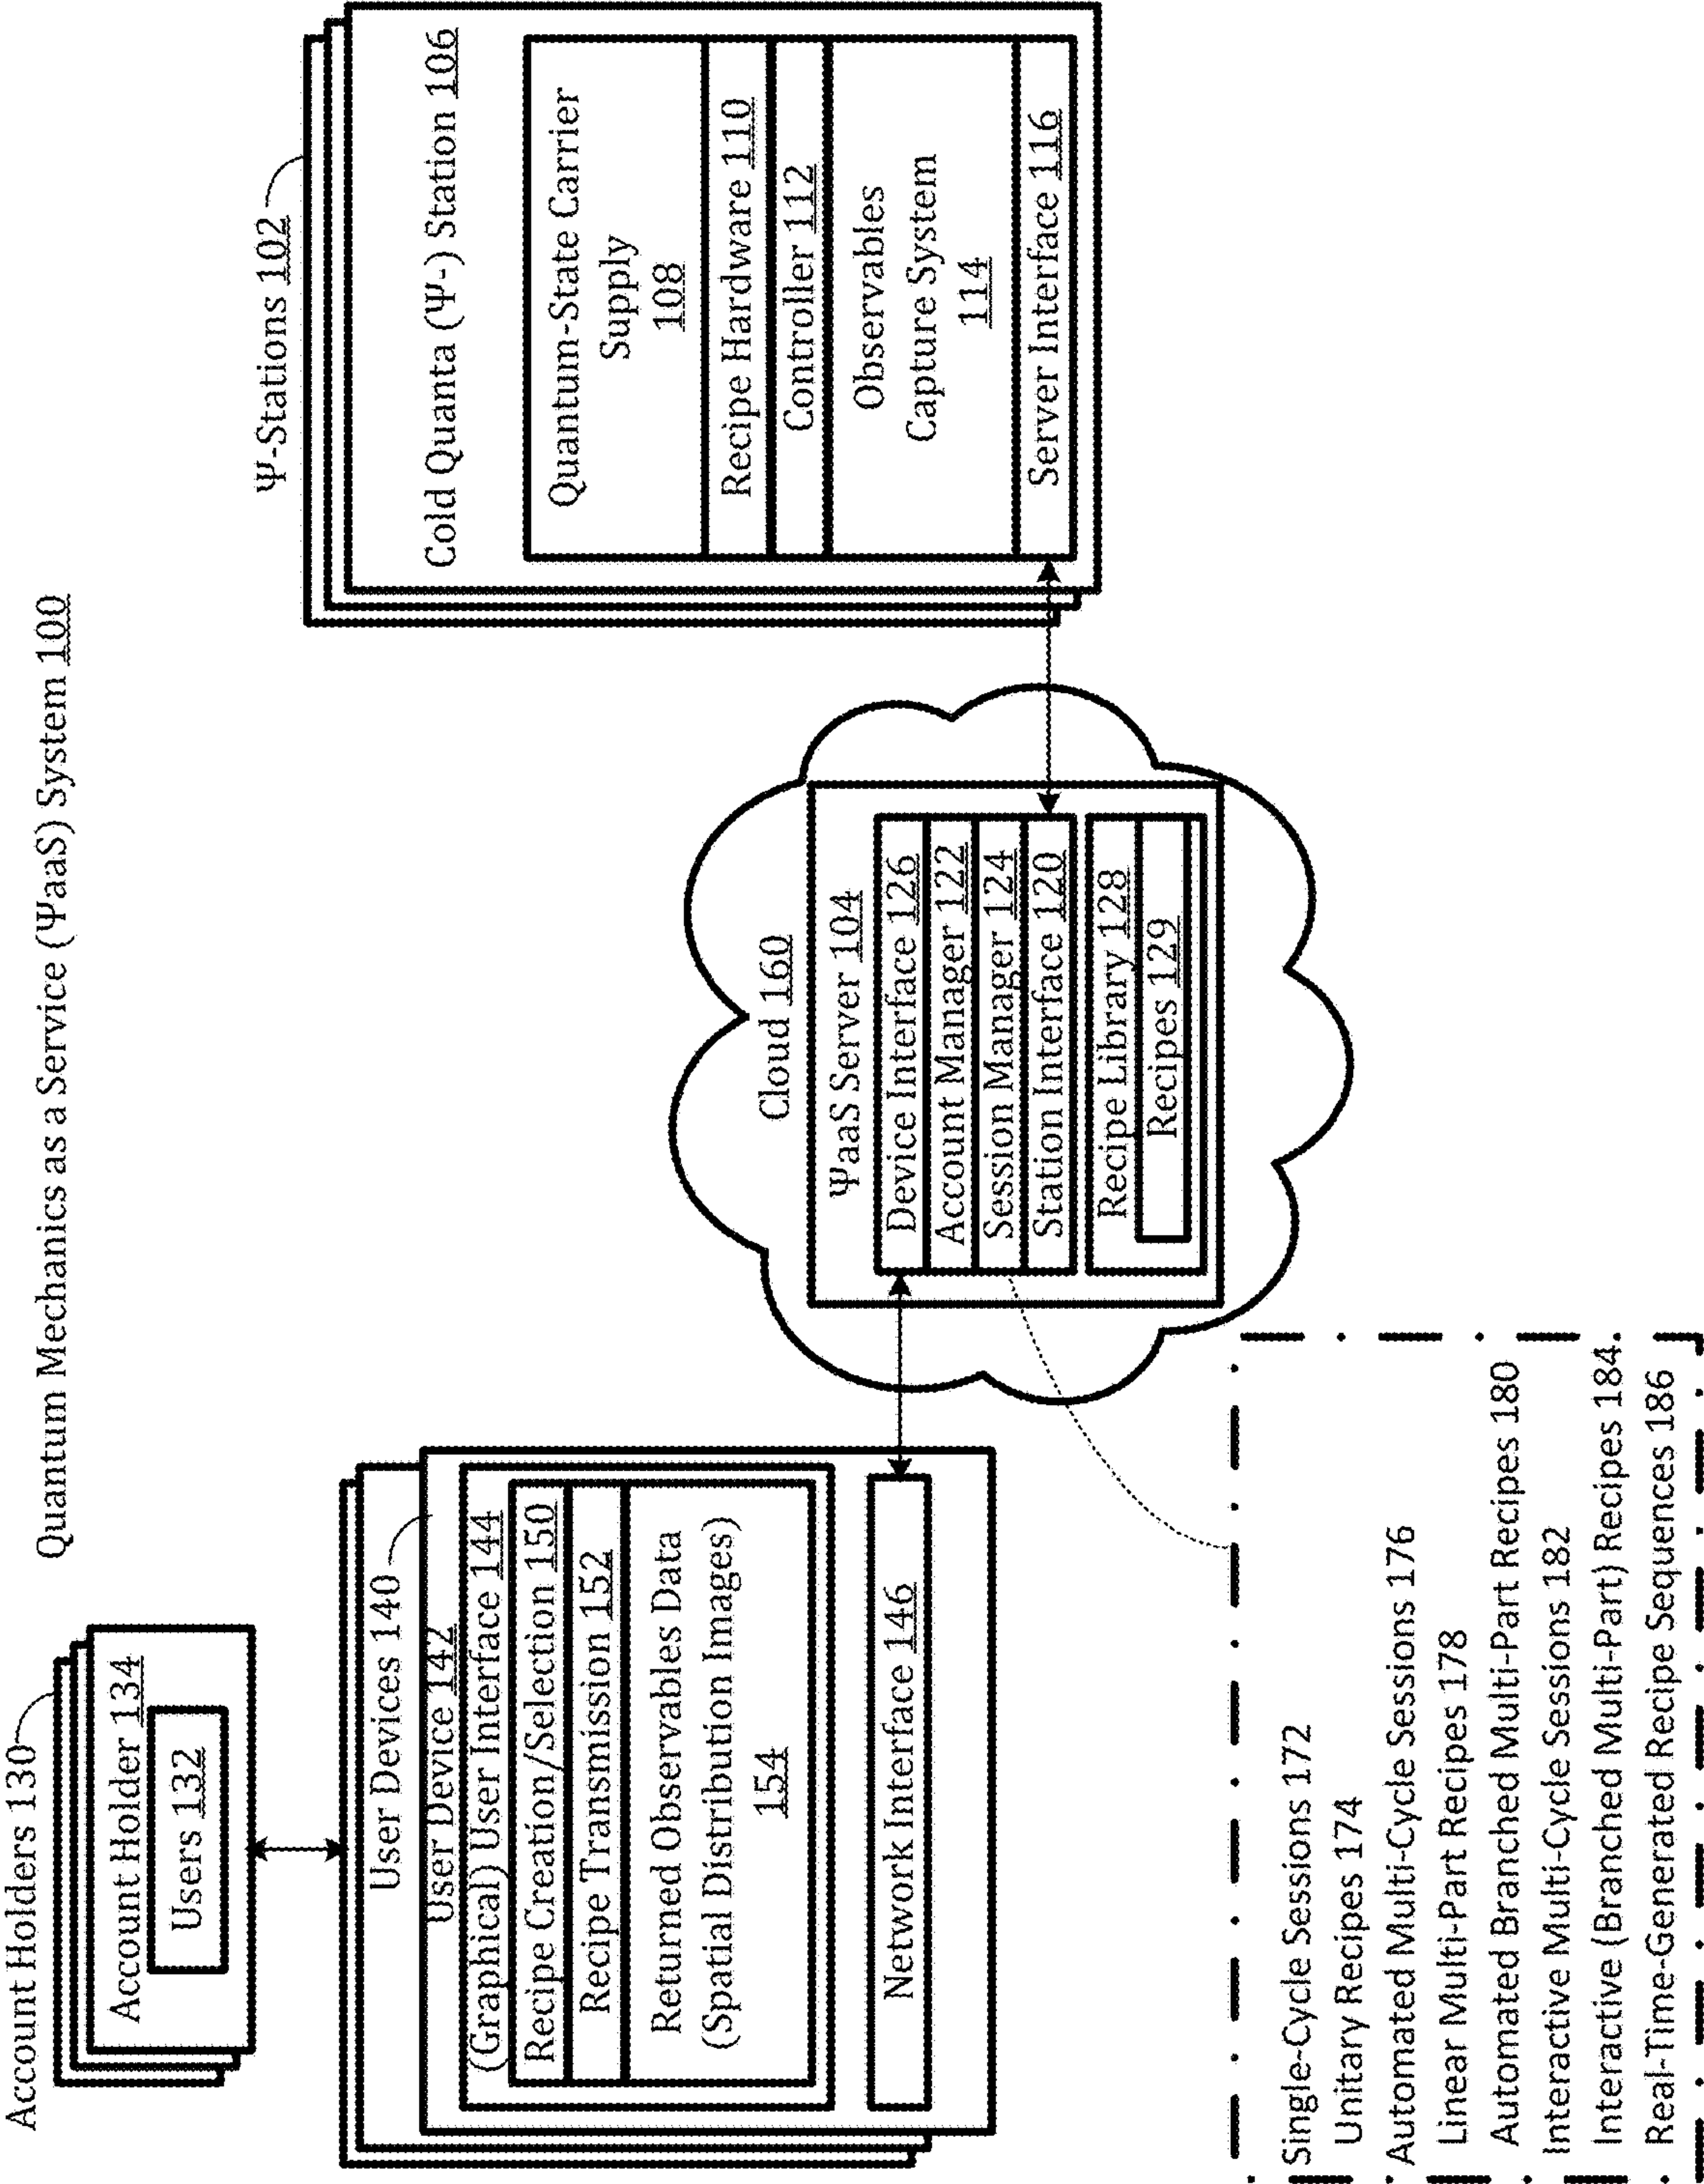 Quantum Mechanics as a Service (ΨaaS) System 100
Account Holders 130
Account Holder 134
Users 132
User Devices 140
User Device 142
(Graphical) User Interface 144
Recipe Creation/Selection 150
Recipe Transmission 152
Returned Observables Data
(Spatial Distribution Images)
154
Network Interface 146
Cloud 160
ΨaaS Server 104
Device Interface 126
Account Manager 122
Session Manager 124
Station Interface 120
Recipe Library 128
Recipes 129
Ψ-Stations 102
Cold Quanta (Ψ-) Station 106
Quantum-State Carrier
Supply
108
Recipe Hardware 110
Controller 112
Observables
Capture System
114
Server Interface 116
Single-Cycle Sessions 172
Unitary Recipes 174
Automated Multi-Cycle Sessions 176
Linear Multi-Part Recipes 178
Automated Branched Multi-Part Recipes 180
Interactive Multi-Cycle Sessions 182
Interactive (Branched Multi-Part) Recipes 184
Real-Time-Generated Recipe Sequences 186